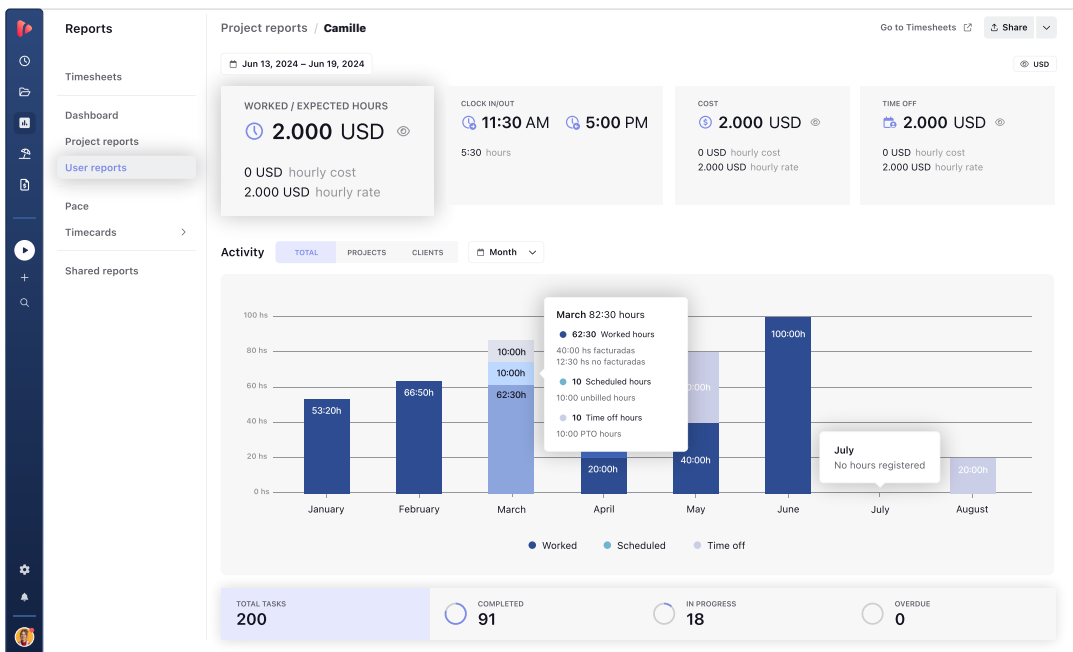 Reports
Timesheets
Dashboard
Project reports
User reports
Pace
Timecards
Shared reports
Project reports / Camille
Go to Timesheets
Share
Jun 13, 2024 – Jun 19, 2024
USD
WORKED / EXPECTED HOURS
2.000 USD
0 USD hourly cost
2.000 USD hourly rate
CLOCK IN/OUT
11:30 AM 5:00 PM
5:30 hours
COST
2.000 USD
0 USD hourly cost
2.000 USD hourly rate
TIME OFF
2.000 USD
0 USD hourly cost
2.000 USD hourly rate
Activity
TOTAL PROJECTS CLIENTS
Month
100 hs
80 hs
60 hs
40 hs
20 hs
0 hs
53:20h
66:50h
10:00h
10:00h
62:30h
20:00h
40:00h
100:00h
20:00h
March 82:30 hours
62:30 Worked hours
40:00 hs facturadas
12:30 hs no facturadas
10 Scheduled hours
10:00 unbilled hours
10 Time off hours
10:00 PTO hours
July
No hours registered
January February March April May June July August
Worked Scheduled Time off
TOTAL TASKS
200
COMPLETED
91
IN PROGRESS
18
OVERDUE
0